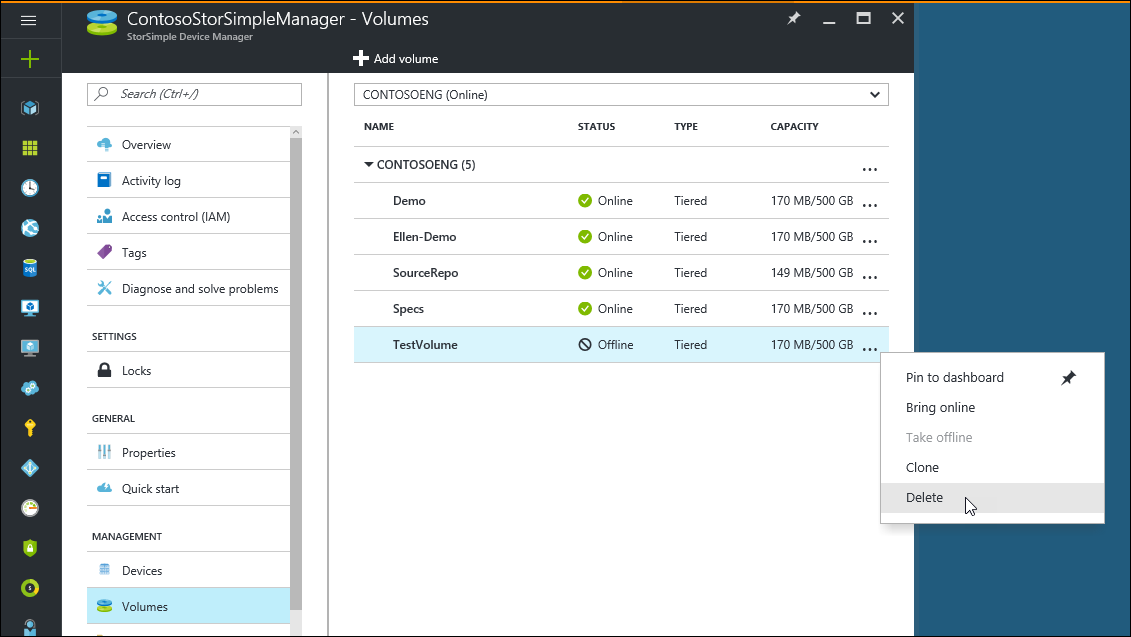 ContosoStorSimpleManager - Volumes
StorSimple Device Manager
Add volume
Search (Ctrl+/)
Overview
Activity log
Access control (IAM)
Tags
Diagnose and solve problems
SETTINGS
Locks
GENERAL
Properties
Quick start
MANAGEMENT
Devices
Volumes
CONTOSOENG (Online)
NAME STATUS TYPE CAPACITY
CONTOSOENG (5) ...
Demo Online Tiered 170 MB/500 GB ...
Ellen-Demo Online Tiered 170 MB/500 GB ...
SourceRepo Online Tiered 149 MB/500 GB ...
Specs Online Tiered 170 MB/500 GB ...
TestVolume Offline Tiered 170 MB/500 GB ...
Pin to dashboard
Bring online
Take offline
Clone
Delete
SQL